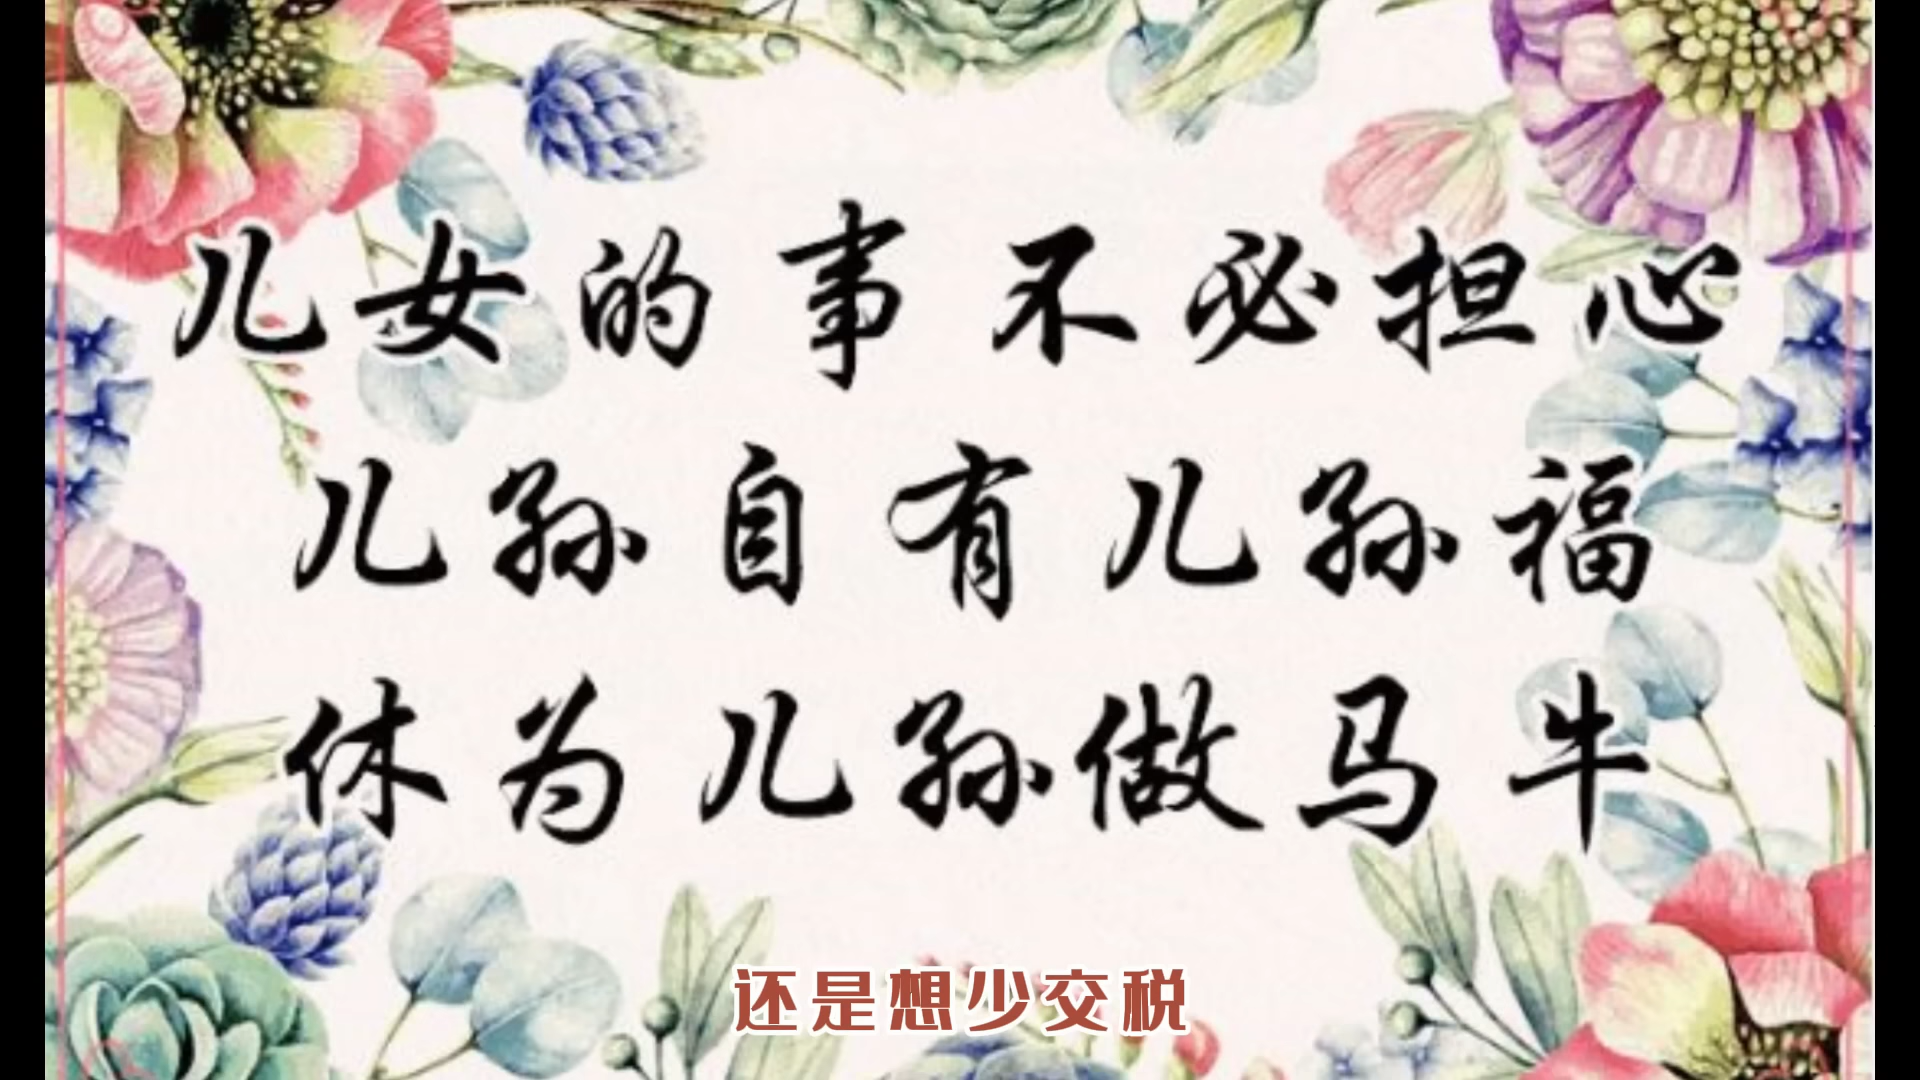 儿女的事不必担心
儿孙自有儿孙福
休为儿孙做马牛
还是想少交税